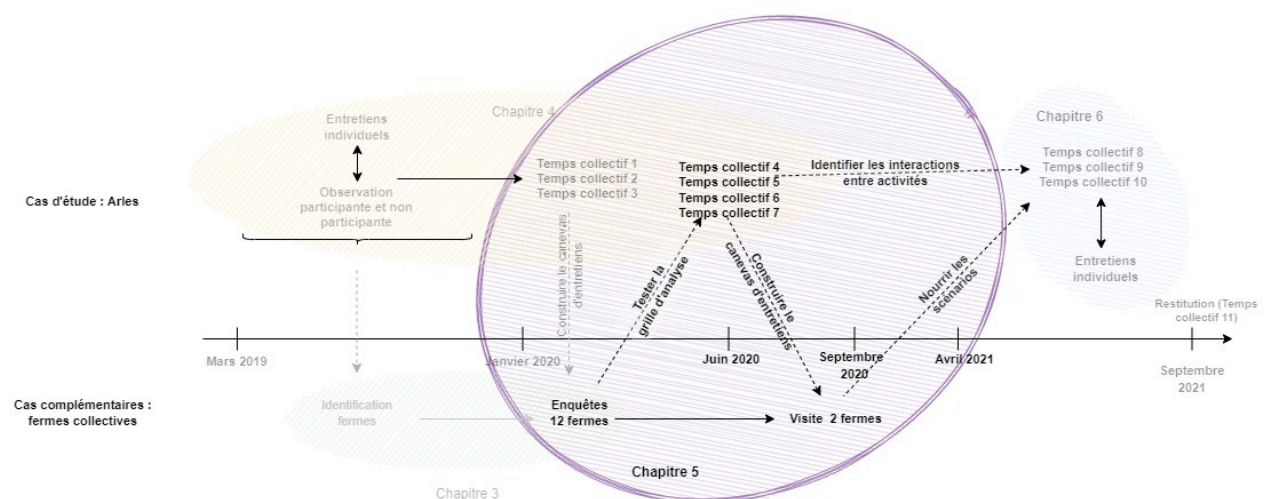 Chapitre 4
Chapitre 6
Entretiens
individuels
Observation
participante et non
participante
Temps collectif 1
Temps collectif 2
Temps collectif 3
Temps collectif 4
Temps collectif 5
Temps collectif 6
Temps collectif 7
Identifier les interactions
entre activités
Temps collectif 8
Temps collectif 9
Temps collectif 10
Cas d'étude : Arles
Construire le canevas
d'entretiens
Tester la
grille d'analyse
Construire le
canevas d'entretiens
Nourrir les
scénarios
Entretiens
individuels
Restitution (Temps
collectif 11)
Mars 2019
Janvier 2020
Juin 2020
Septembre
2020
Avril 2021
Septembre
2021
Cas complémentaires :
fermes collectives
Identification
fermes
Enquêtes
12 fermes
Visite 2 fermes
Chapitre 5
Chapitre 3